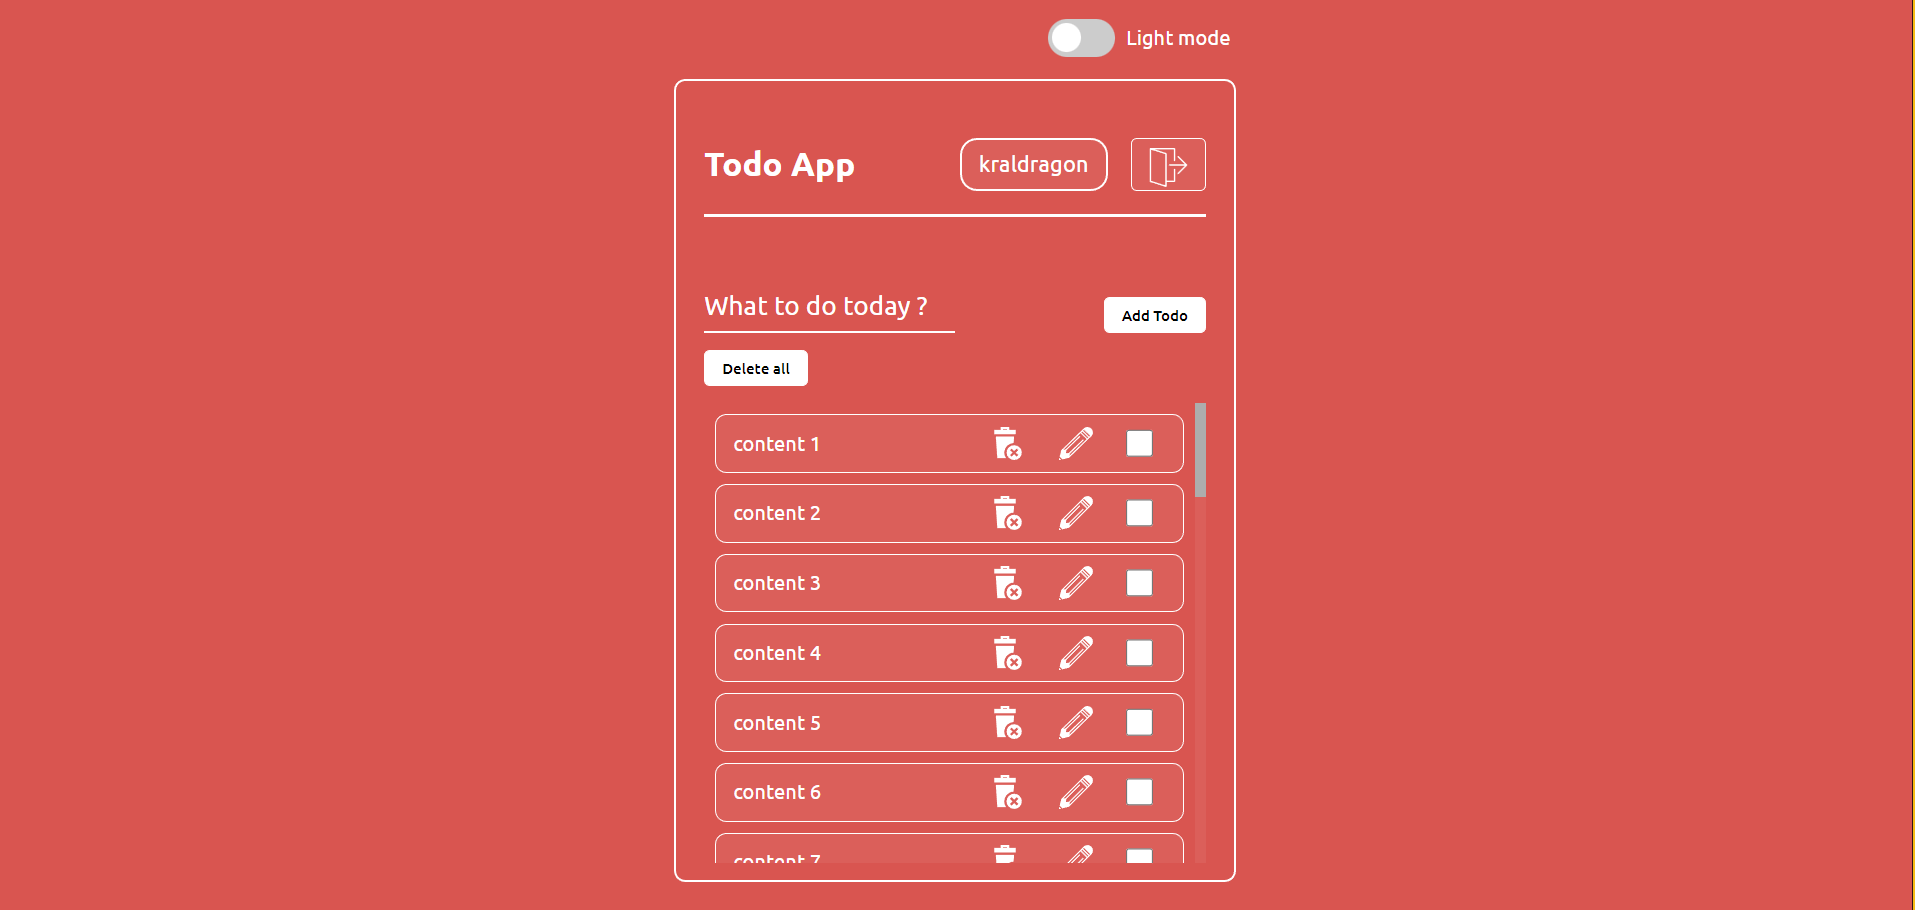 Light mode
Todo App
kraldragon
What to do today ?
Add Todo
Delete all
content 1
content 2
content 3
content 4
content 5
content 6
content 7